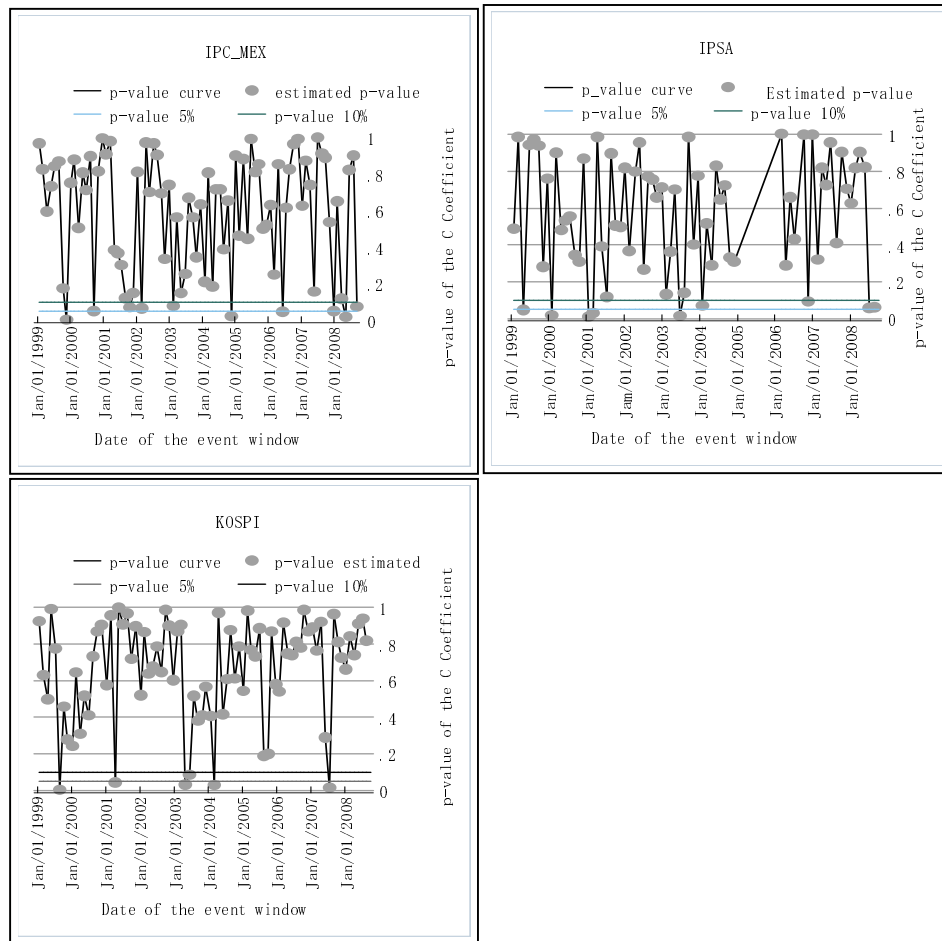 IPC_MEX
p-value curve
estimated p-value
p-value 5%
p-value 10%
1
.8
.6
.4
.2
0
p-value of the C Coefficient
Jan/01/1999
Jan/01/2000
Jan/01/2001
Jan/01/2002
Jan/01/2003
Jan/01/2004
Jan/01/2005
Jan/01/2006
Jan/01/2007
Jan/01/2008
Date of the event window
IPSA
p_value curve
Estimated p-value
p-value 5%
p-value 10%
1
.8
.6
.4
.2
0
p-value of the C Coefficient
Jan/01/1999
Jan/01/2000
Jan/01/2001
Jam/01/2002
Jan/01/2003
Jan/01/2004
Jan/01/2005
Jan/01/2006
Jan/01/2007
Jan/01/2008
Date of the event window
KOSPI
p-value curve
p-value estimated
p-value 5%
p-value 10%
1
.8
.6
.4
.2
0
p-value of the C Coefficient
Jan/01/1999
Jan/01/2000
Jan/01/2001
Jan/01/2002
Jan/01/2003
Jan/01/2004
Jan/01/2005
Jan/01/2006
Jan/01/2007
Jan/01/2008
Date of the event window